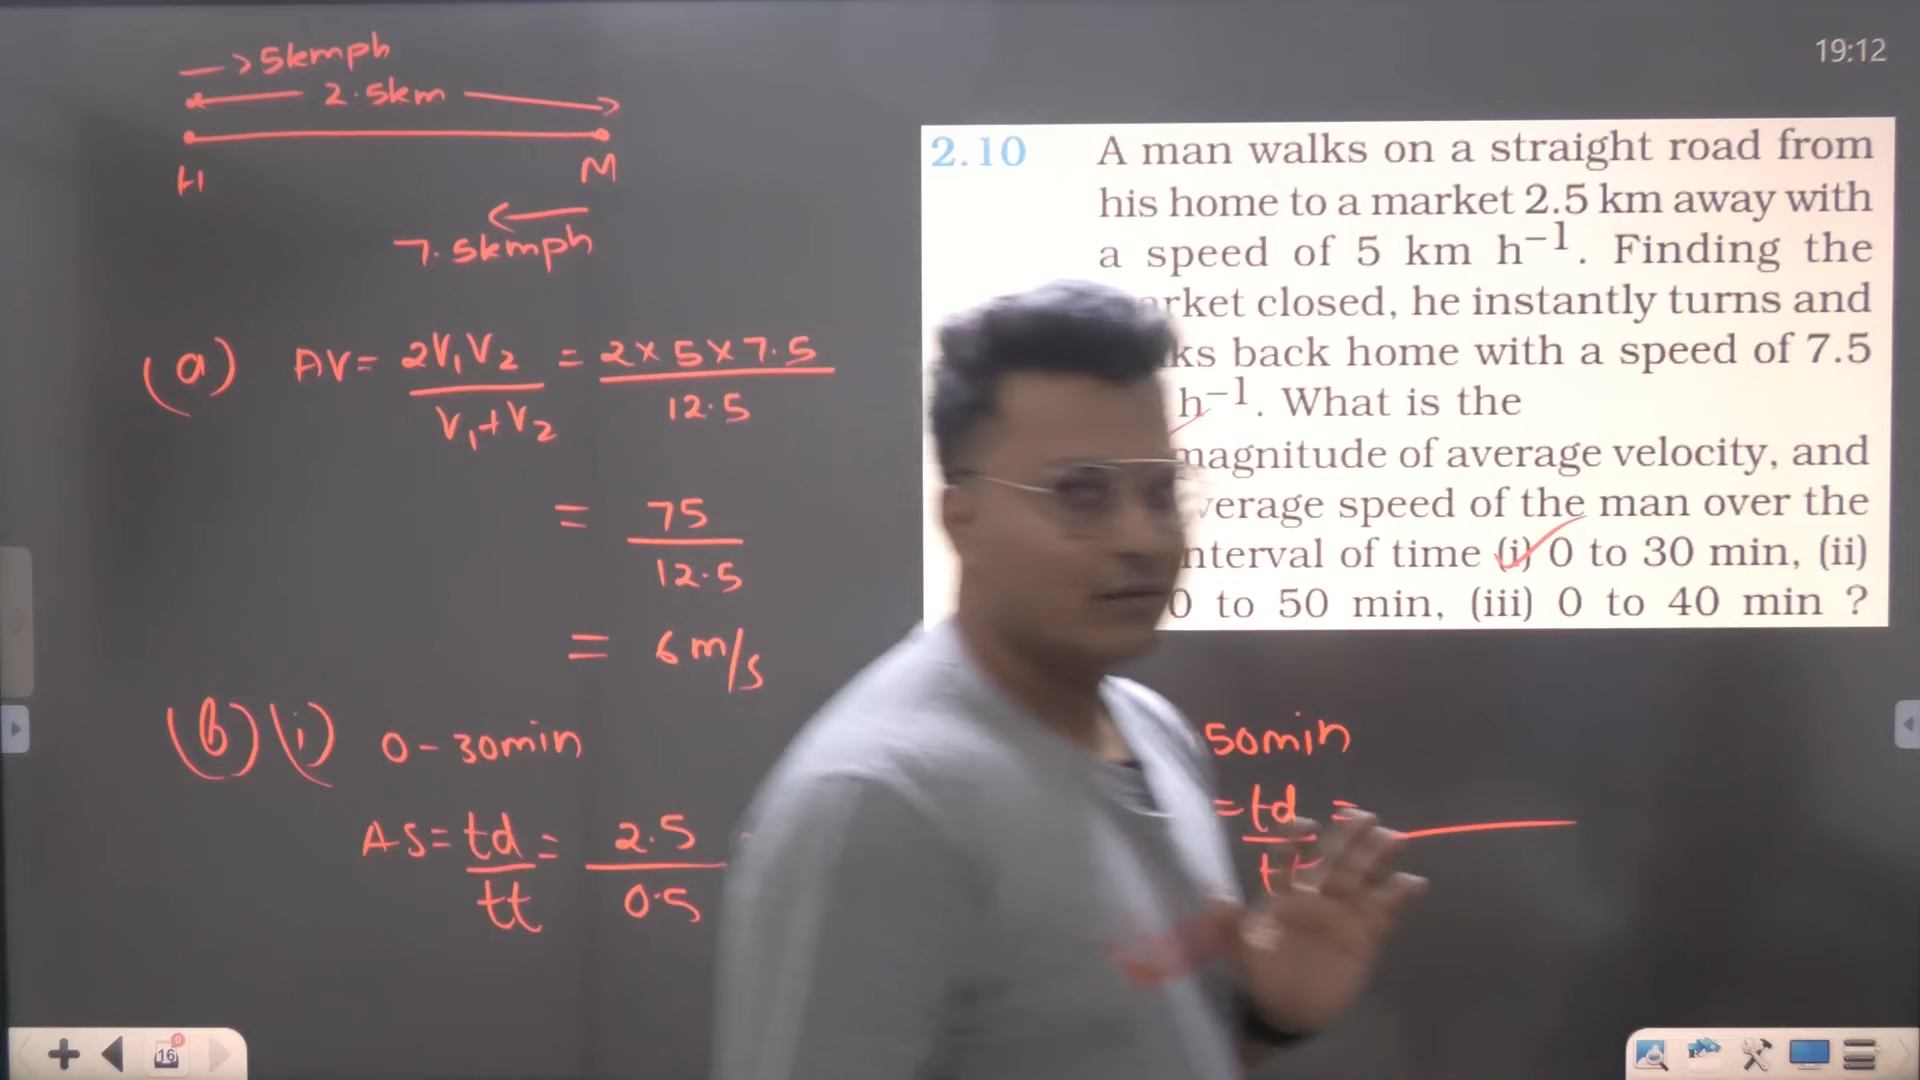 19:12
—>5kmph
2.5km
H M
7.5kmph
2.10 A man walks on a straight road from
his home to a market 2.5 km away with
a speed of 5 km h⁻¹. Finding the
closed, he instantly turns and
back home with a speed of 7.5
h⁻¹. What is the
magnitude of average velocity, and
speed of the man over the
of time (i) 0 to 30 min, (ii)
0 to 50 min, (iii) 0 to 40 min ?
(a) AV = 2V₁V₂ / V₁+V₂ = 2×5×7.5 / 12.5
= 75 / 12.5
= 6 m/s
(b) (i) 0-30min
AS = td / tt = 2.5 / 0.5
50min
= td / tt =
16
0